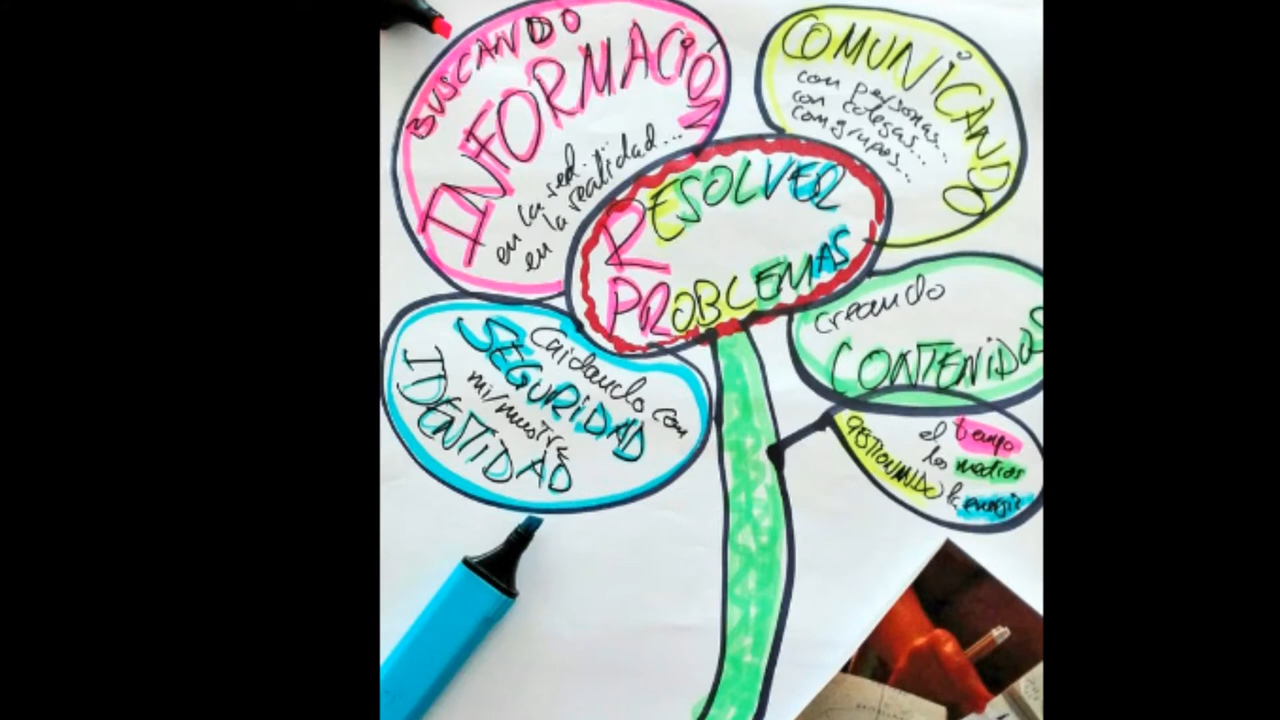 BUSCANDO
INFORMACIÓN
en la red...
en la realidad...
COMUNICANDO
con personas...
con colegas...
con grupos...
RESOLVER
PROBLEMAS
creando
CONTENIDOS
Cuidando con
SEGURIDAD
mi/nuestra
IDENTIDAD
GESTIONANDO
el tiempo
los medios
la energía